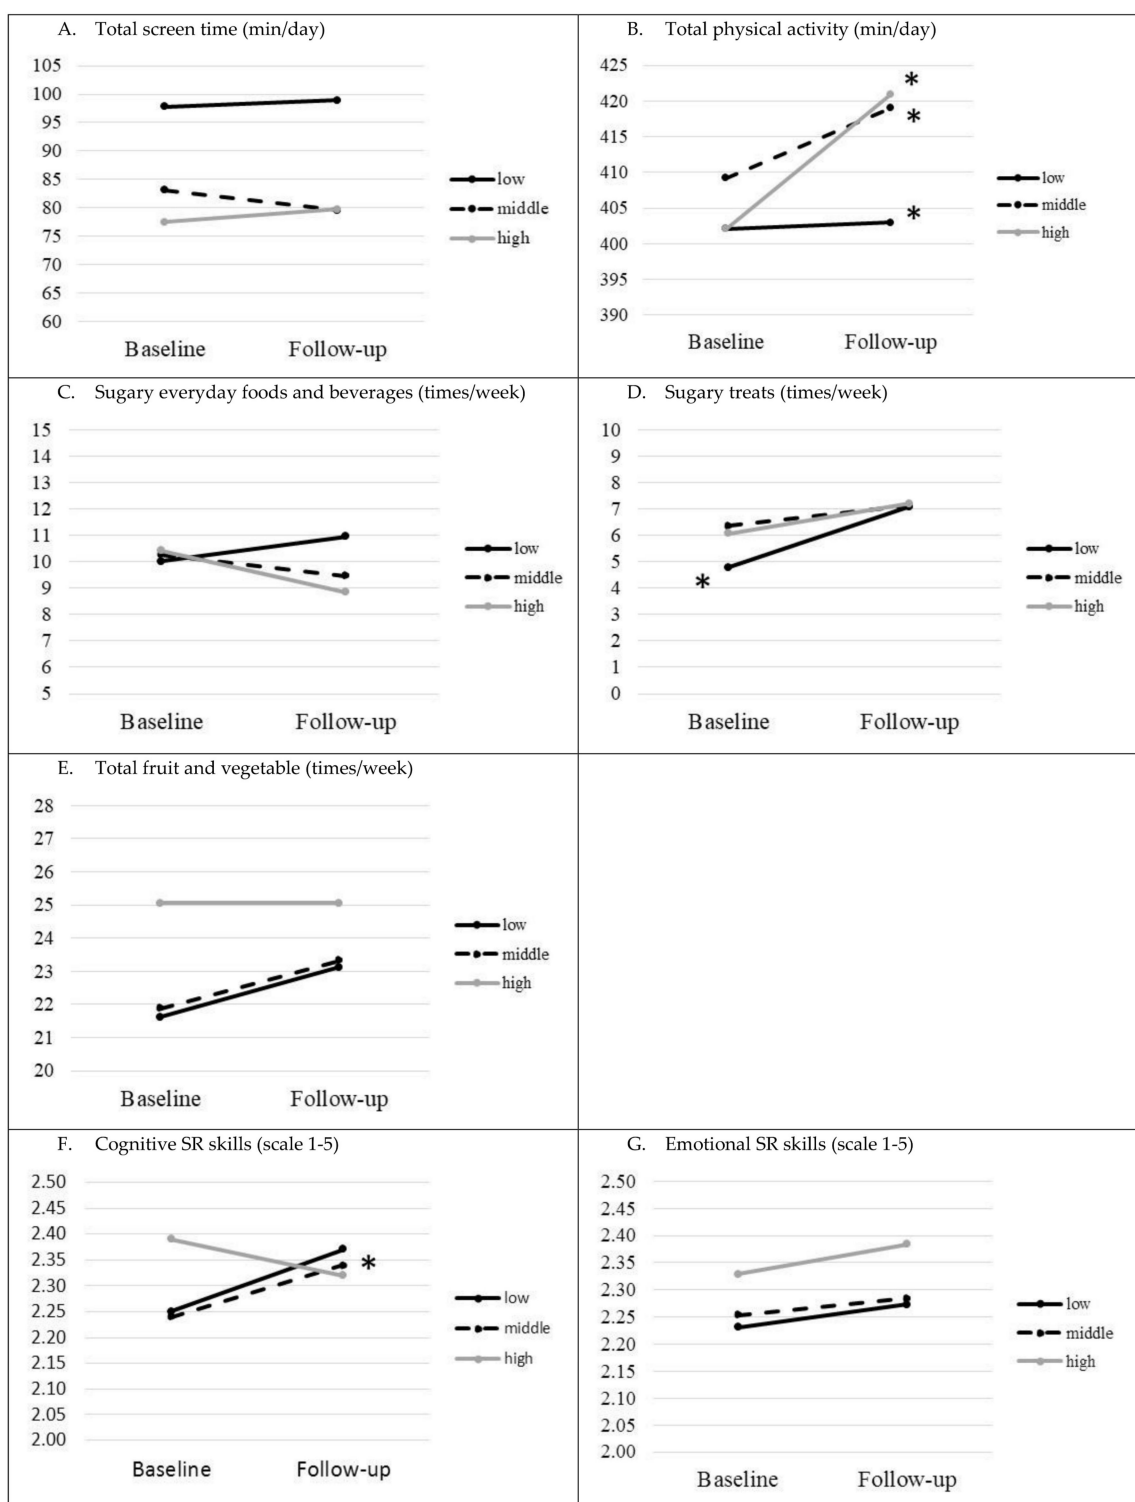 A. Total screen time (min/day)
105
100
95
90
85
80
75
70
65
60
Baseline Follow-up
low
middle
high
B. Total physical activity (min/day)
425
420
415
410
405
400
395
390
Baseline Follow-up
*
*
*
low
middle
high
C. Sugary everyday foods and beverages (times/week)
15
14
13
12
11
10
9
8
7
6
5
Baseline Follow-up
low
middle
high
D. Sugary treats (times/week)
10
9
8
7
6
5
4
3
2
1
0
*
Baseline Follow-up
low
middle
high
E. Total fruit and vegetable (times/week)
28
27
26
25
24
23
22
21
20
Baseline Follow-up
low
middle
high
F. Cognitive SR skills (scale 1-5)
2.50
2.45
2.40
2.35
2.30
2.25
2.20
2.15
2.10
2.05
2.00
*
Baseline Follow-up
low
middle
high
G. Emotional SR skills (scale 1-5)
2.50
2.45
2.40
2.35
2.30
2.25
2.20
2.15
2.10
2.05
2.00
Baseline Follow-up
low
middle
high